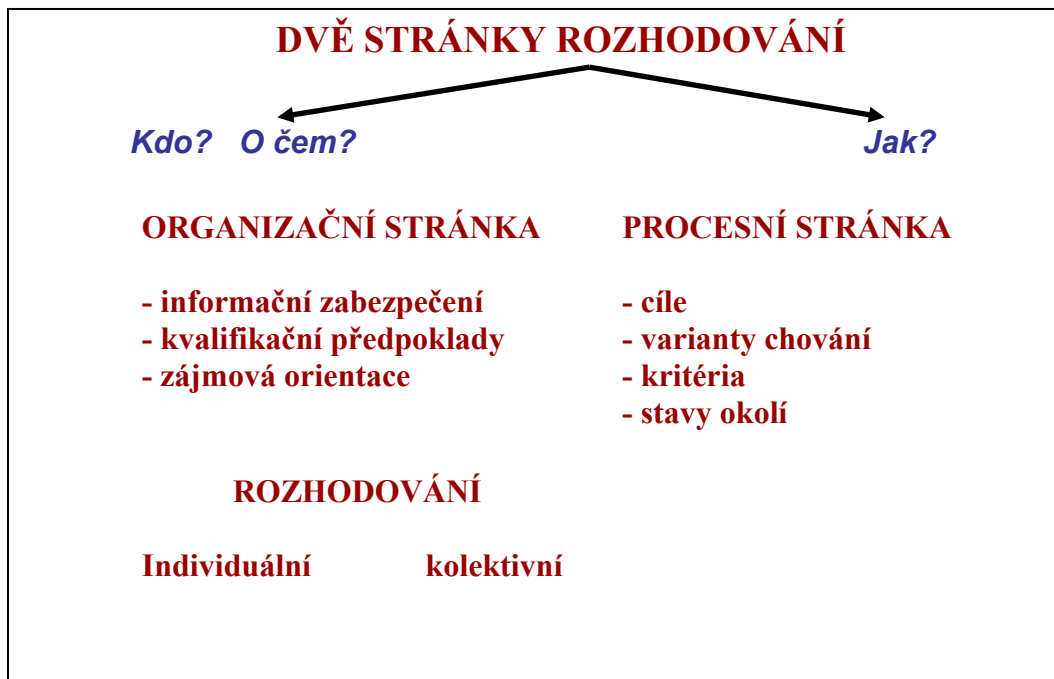 DVĚ STRÁNKY ROZHODOVÁNÍ
Kdo? O čem?
Jak?
ORGANIZAČNÍ STRÁNKA
- informační zabezpečení
- kvalifikační předpoklady
- zájmová orientace
PROCESNÍ STRÁNKA
- cíle
- varianty chování
- kritéria
- stavy okolí
ROZHODOVÁNÍ
Individuální kolektivní